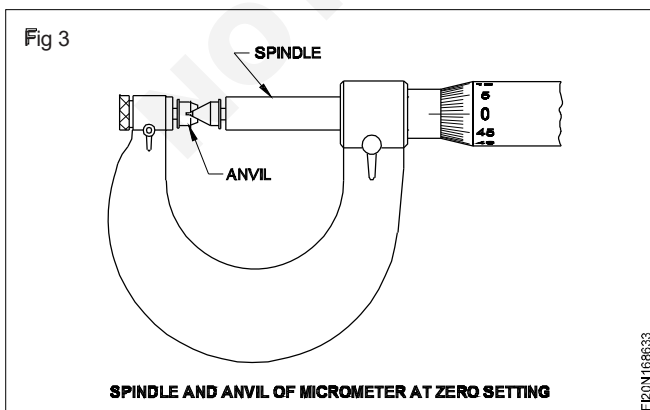 Fig 3
SPINDLE
5
0
45
ANVIL
SPINDLE AND ANVIL OF MICROMETER AT ZERO SETTING
FI20N168633